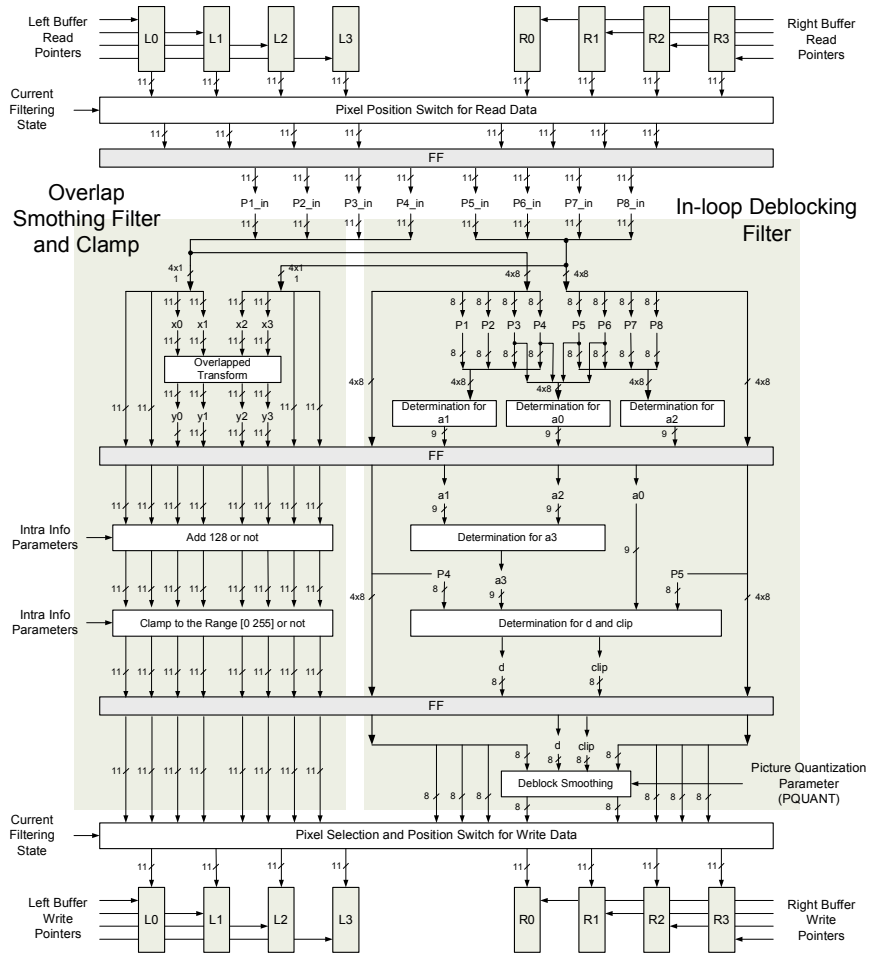 Left Buffer
Read
Pointers
L0 L1 L2 L3 R0 R1 R2 R3
Right Buffer
Read
Pointers
11 11 11 11 11 11 11 11
Current
Filtering
State
Pixel Position Switch for Read Data
11 11 11 11 11 11 11 11
FF
11 11 11 11 11 11 11 11
P1_in P2_in P3_in P4_in P5_in P6_in P7_in P8_in
11 11 11 11 11 11 11 11
Overlap
Smothing Filter
and Clamp
In-loop Deblocking
Filter
4x1
1
4x1
1
4x8 4x8
11 11 11 11 8 8 8 8 8 8 8 8
x0 x1 x2 x3 P1 P2 P3 P4 P5 P6 P7 P8
11 11 11 11 8 8 8 8 8 8 8 8
Overlapped
Transform
4x8 4x8 4x8 4x8 4x8
11 11 11 11
y0 y1 y2 y3
11 11 11 11 11 11 11 11
Determination for
a1
Determination for
a0
Determination for
a2
9 9 9
FF
a1 a2 a0
11 11 11 11 11 11 11 11 9 9
Intra Info
Parameters
Add 128 or not
Determination for a3
9
P4 a3 P5
11 11 11 11 11 11 11 11 4x8 8 9 8 4x8
Intra Info
Parameters
Clamp to the Range [0 255] or not
Determination for d and clip
d clip
11 11 11 11 11 11 11 11 8 8
FF
d clip
8 8 8 8
11 11 11 11 11 11 11 11
Deblock Smoothing
Picture Quantization
Parameter
(PQUANT)
8 8 8 8 8 8 8 8
Current
Filtering
State
Pixel Selection and Position Switch for Write Data
11 11 11 11 11 11 11 11
Left Buffer
Write
Pointers
L0 L1 L2 L3 R0 R1 R2 R3
Right Buffer
Write
Pointers